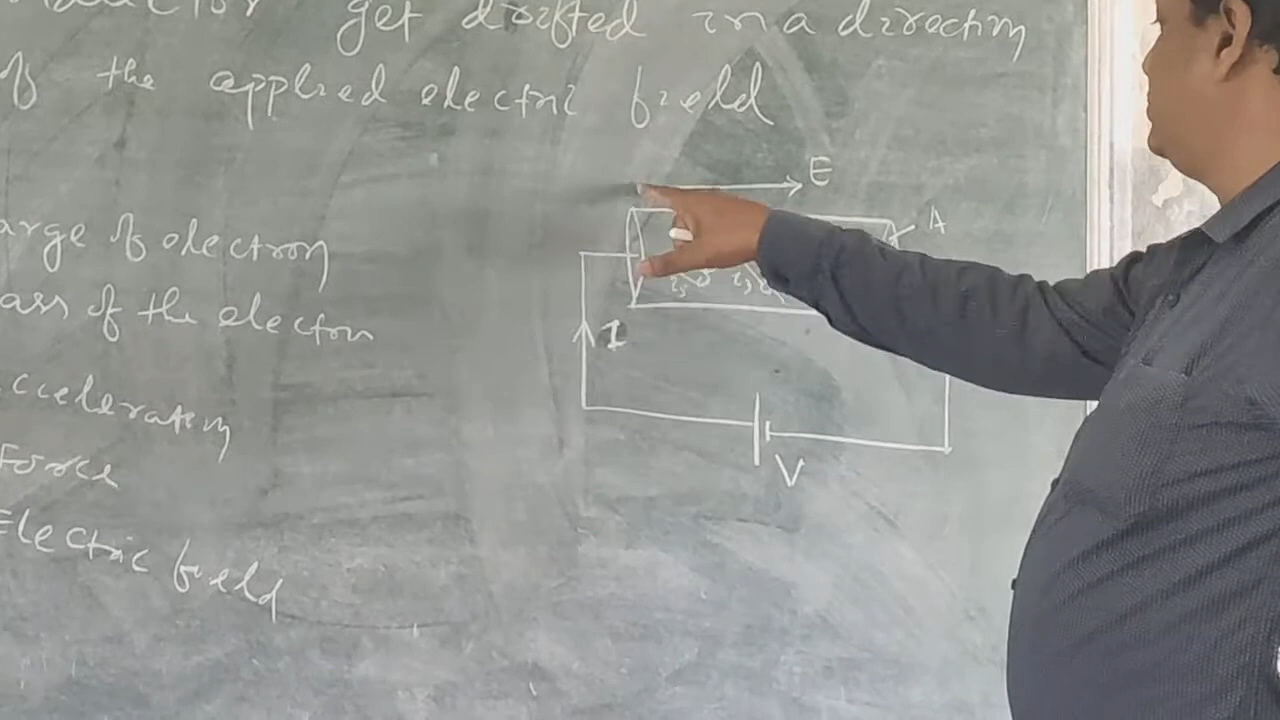 get drifted in a direction
of the applied electric field
E
A
arge of electron
ass of the electron
I
cceleration
Force
V
Electric field